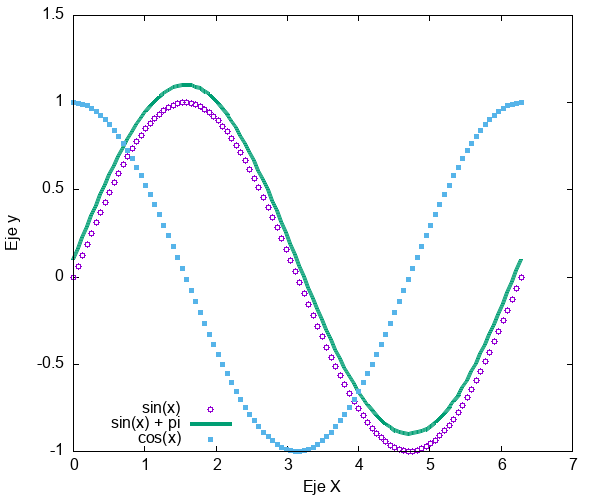 1.5
1
0.5
0
-0.5
-1
Eje y
sin(x)
sin(x) + pi
cos(x)
0 1 2 3 4 5 6 7
Eje X